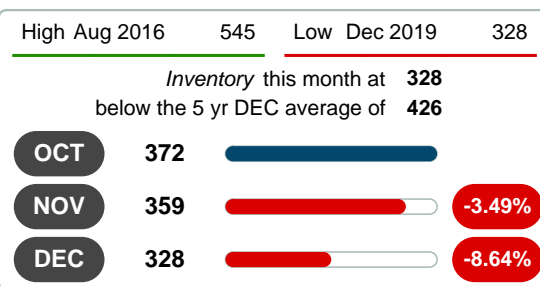 High Aug 2016 545 Low Dec 2019 328
Inventory this month at 328
below the 5 yr DEC average of 426
OCT 372
NOV 359 -3.49%
DEC 328 -8.64%